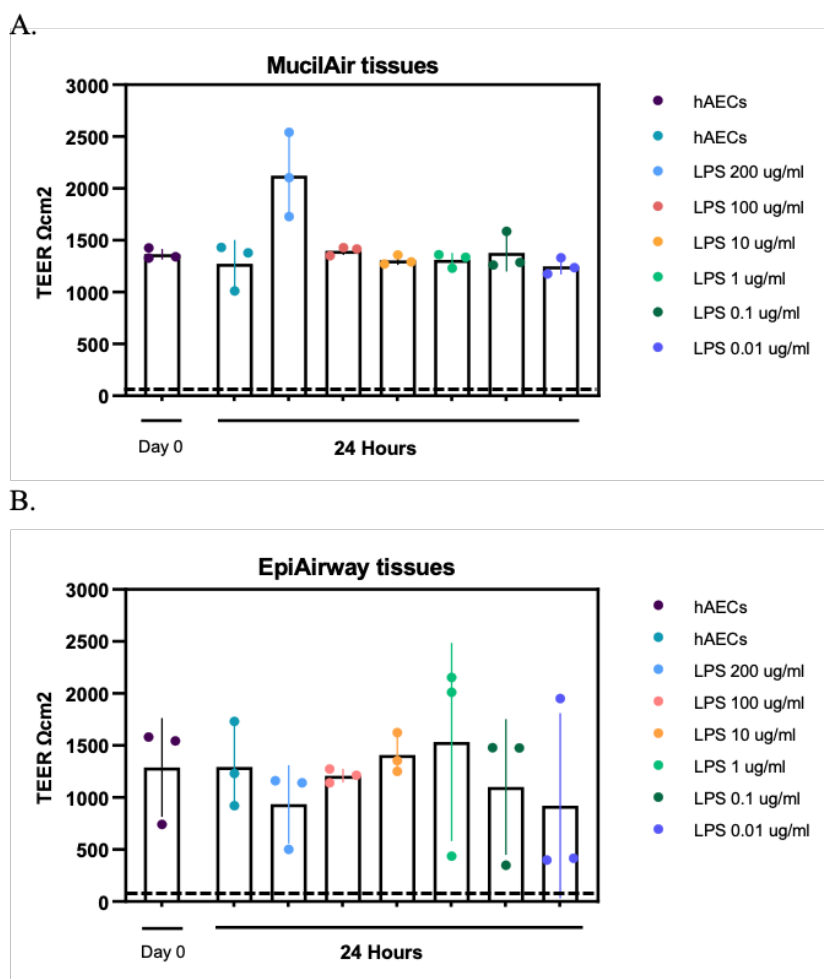 A.
MucilAir tissues
3000
2500
2000
1500
1000
500
0
TEER Ωcm2
Day 0
24 Hours
hAECs
hAECs
LPS 200 ug/ml
LPS 100 ug/ml
LPS 10 ug/ml
LPS 1 ug/ml
LPS 0.1 ug/ml
LPS 0.01 ug/ml
B.
EpiAirway tissues
3000
2500
2000
1500
1000
500
0
TEER Ωcm2
Day 0
24 Hours
hAECs
hAECs
LPS 200 ug/ml
LPS 100 ug/ml
LPS 10 ug/ml
LPS 1 ug/ml
LPS 0.1 ug/ml
LPS 0.01 ug/ml